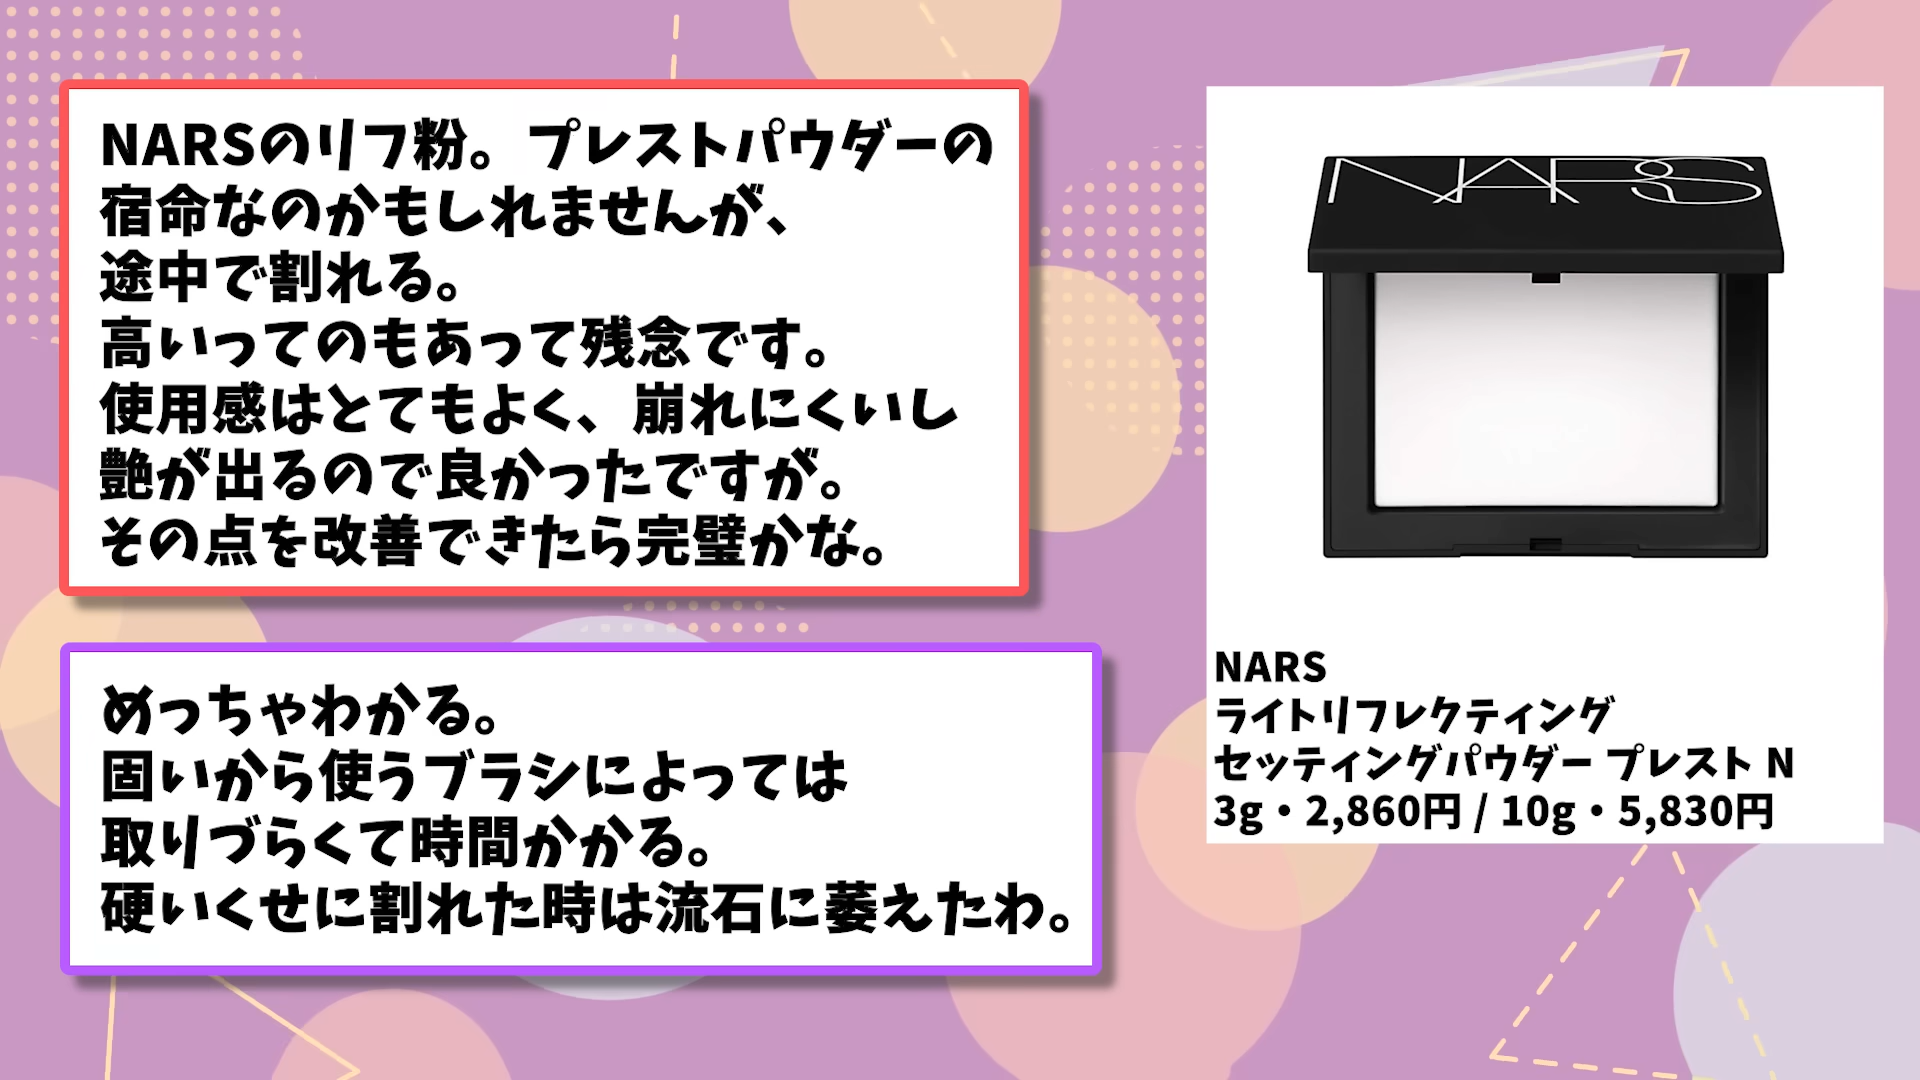 NARSのリフ粉。プレストパウダーの
宿命なのかもしれませんが、
途中で割れる。
高いってのもあって残念です。
使用感はとてもよく、崩れにくいし
艶が出るので良かったですが。
その点を改善できたら完璧かな。
めっちゃわかる。
固いから使うブラシによっては
取りづらくて時間かかる。
硬いくせに割れた時は流石に萎えたわ。
NARS
NARS
ライトリフレクティング
セッティングパウダー プレスト N
3g・2,860円 / 10g・5,830円